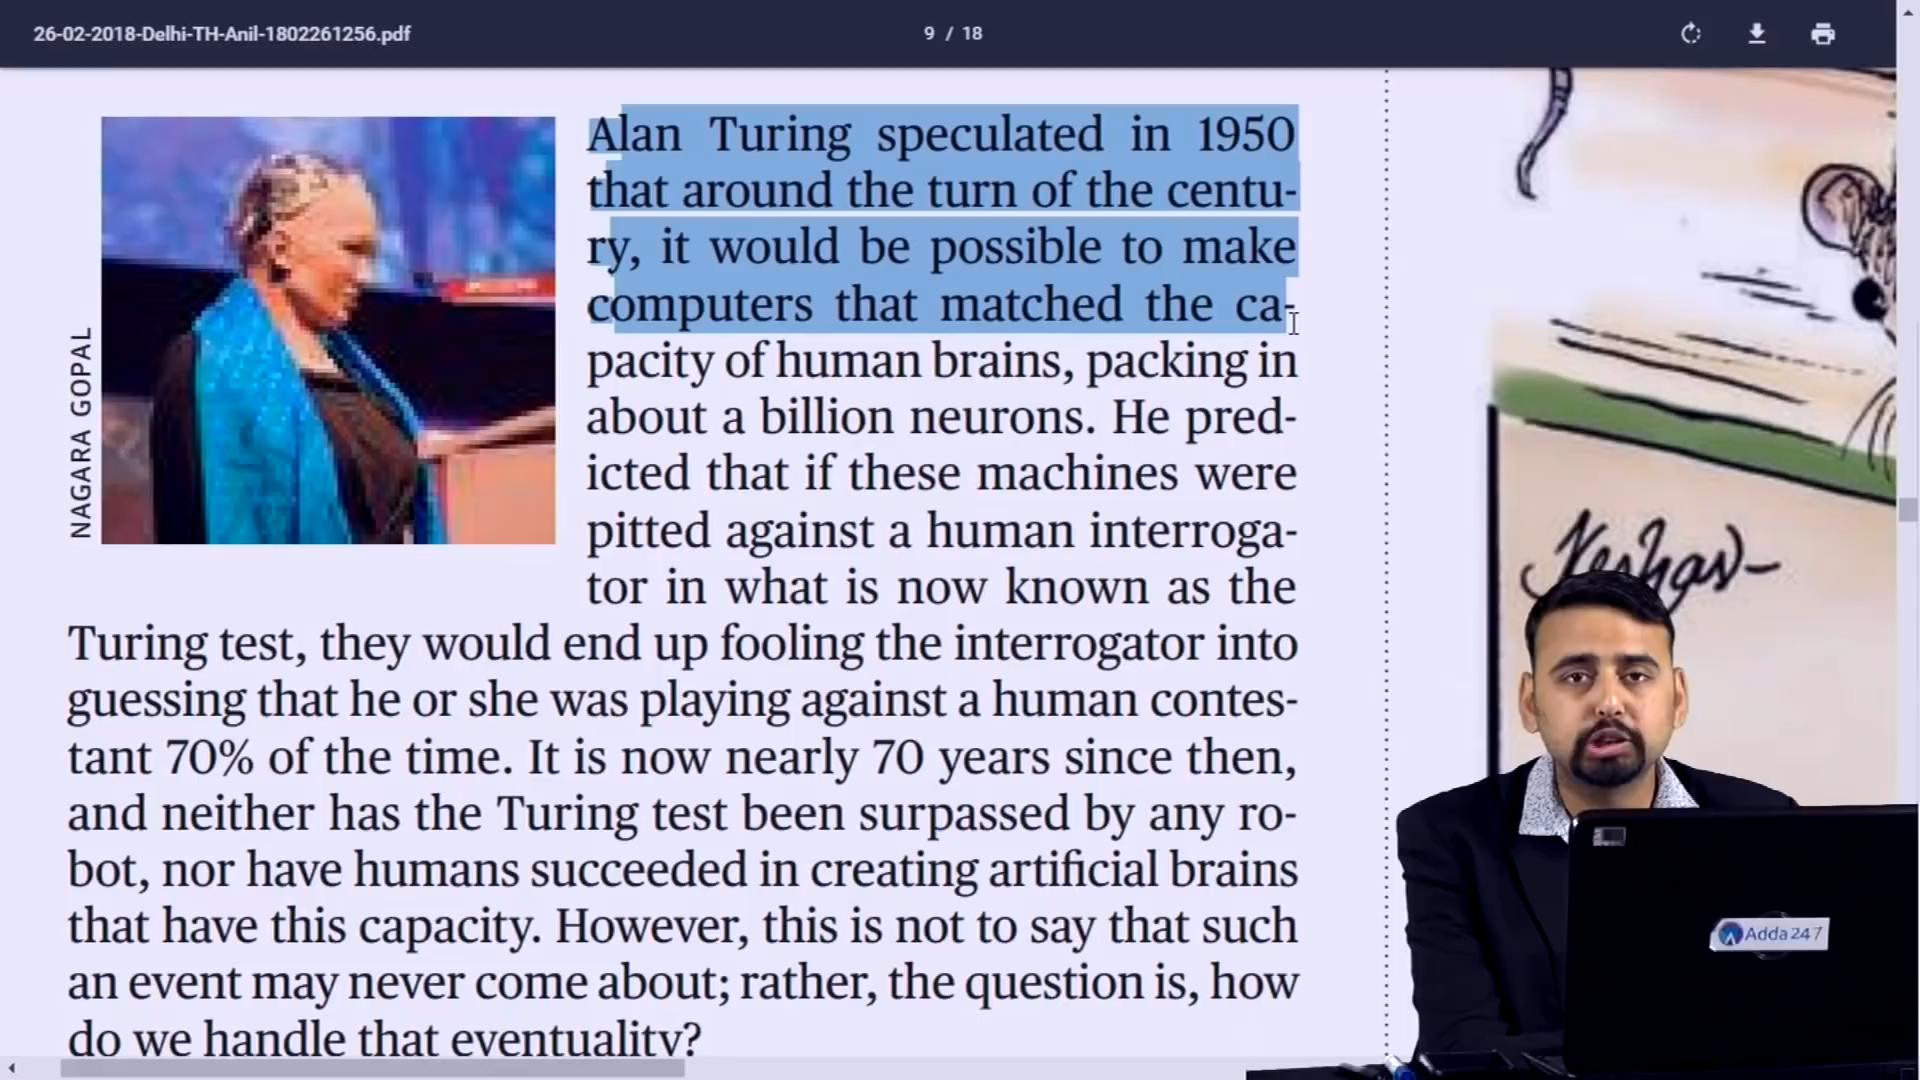 26-02-2018-Delhi-TH-Anil-1802261256.pdf
9 / 18
NAGARA GOPAL
Alan Turing speculated in 1950
that around the turn of the centu-
ry, it would be possible to make
computers that matched the ca-
pacity of human brains, packing in
about a billion neurons. He pred-
icted that if these machines were
pitted against a human interroga-
tor in what is now known as the
Turing test, they would end up fooling the interrogator into
guessing that he or she was playing against a human contes-
tant 70% of the time. It is now nearly 70 years since then,
and neither has the Turing test been surpassed by any ro-
bot, nor have humans succeeded in creating artificial brains
that have this capacity. However, this is not to say that such
an event may never come about; rather, the question is, how
do we handle that eventuality?
Keshav
Adda247